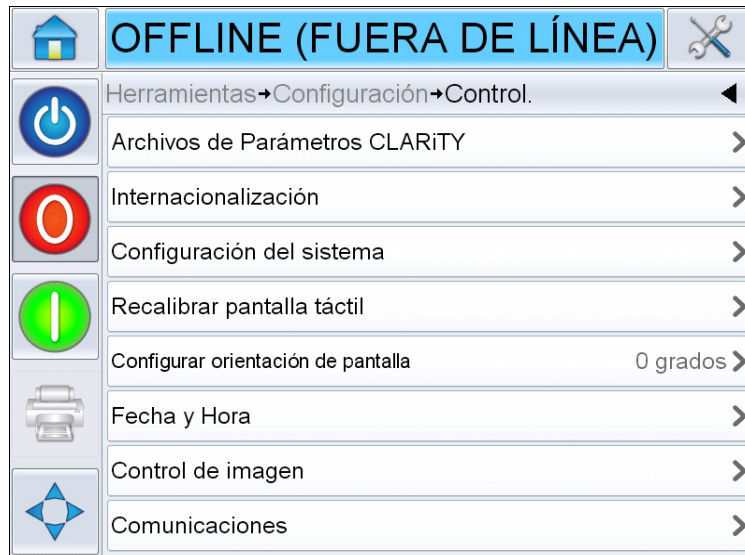 OFFLINE (FUERA DE LÍNEA)
Herramientas→Configuración→Control.
Archivos de Parámetros CLARiTY
Internacionalización
Configuración del sistema
Recalibrar pantalla táctil
Configurar orientación de pantalla 0 grados
Fecha y Hora
Control de imagen
Comunicaciones